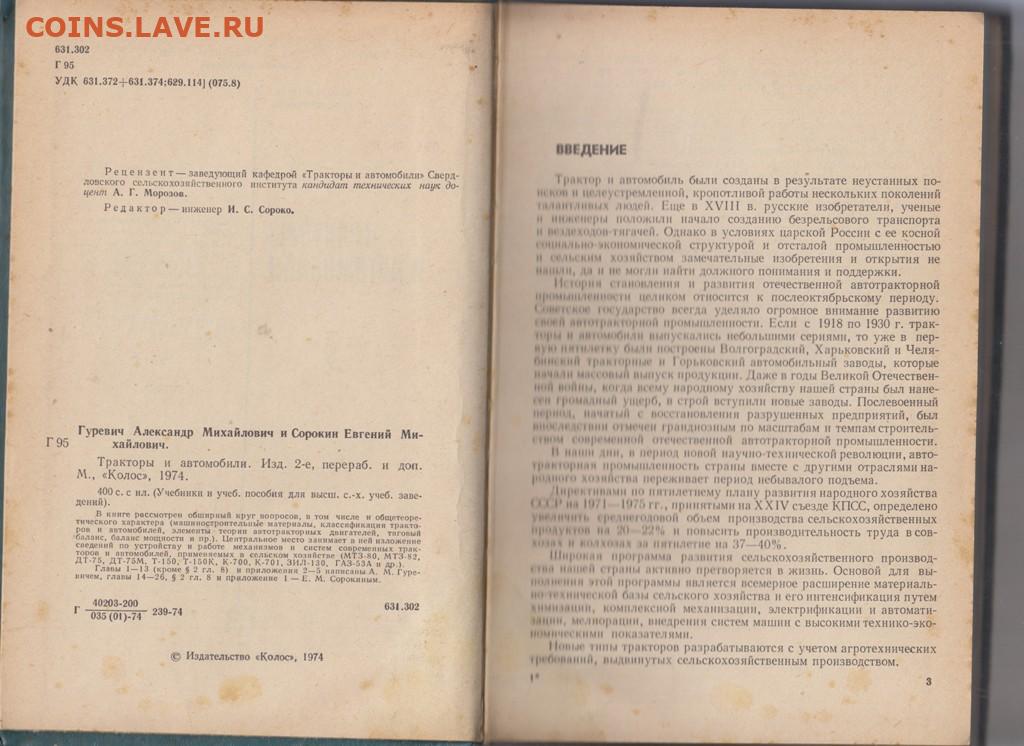 COINS.LAVE.RU
631.302
Г 95
УДК 631.372+631.374;629.114] (075.8)
Рецензент — заведующий кафедрой «Тракторы и автомобили» Сверд-
ловского сельскохозяйственного института кандидат технических наук до-
цент А. Г. Морозов.
Редактор — инженер И. С. Сороко.
Гуревич Александр Михайлович и Сорокин Евгений Ми-
Г 95 хайлович.
Тракторы и автомобили. Изд. 2-е, перераб. и доп.
М., «Колос», 1974.
400 с. с ил. (Учебники и учеб. пособия для высш. с.-х. учеб. заве-
дений).
В книге рассмотрен обширный круг вопросов, в том числе и общетеоре-
тического характера (машиностроительные материалы, классификация тракто-
ров и автомобилей, элементы теории автотракторных двигателей, тяговый
баланс, баланс мощности и пр.). Центральное место занимает в ней изложение
сведений по устройству и работе механизмов и систем современных трак-
торов и автомобилей, применяемых в сельском хозяйстве (МТЗ-80, МТЗ-82,
ДТ-75, ДТ-75М, Т-150, Т-150К, К-700, К-701, ЗИЛ-130, ГАЗ-53А и др.).
Главы 1—13 (кроме § 2 гл. 8) и приложения 2—5 написаны А. М. Гуре-
вичем, главы 14—26, § 2 гл. 8 и приложение 1 — Е. М. Сорокиным.
Г 40203-200
035 (01)-74 239-74 631.302
© Издательство «Колос», 1974
ВВЕДЕНИЕ
Трактор и автомобиль были созданы в результате неустанных по-
исков и целеустремленной, кропотливой работы нескольких поколений
талантливых людей. Еще в XVIII в. русские изобретатели, ученые
и инженеры положили начало созданию безрельсового транспорта
и вездеходов-тягачей. Однако в условиях царской России с ее косной
социально-экономической структурой и отсталой промышленностью
и сельским хозяйством замечательные изобретения и открытия не
нашли, да и не могли найти должного понимания и поддержки.
История становления и развития отечественной автотракторной
промышленности целиком относится к послеоктябрьскому периоду.
Советское государство всегда уделяло огромное внимание развитию
своей автотракторной промышленности. Если с 1918 по 1930 г. трак-
торы и автомобили выпускались небольшими сериями, то уже в пер-
вую пятилетку были построены Волгоградский, Харьковский и Челя-
бинский тракторные и Горьковский автомобильный заводы, которые
начали массовый выпуск продукции. Даже в годы Великой Отечествен-
ной войны, когда всему народному хозяйству нашей страны был нане-
сен громадный ущерб, в строй вступили новые заводы. Послевоенный
период, начатый с восстановления разрушенных предприятий, был
впоследствии отмечен грандиозным по масштабам и темпам строитель-
ством современной отечественной автотракторной промышленности.
В наши дни, в период новой научно-технической революции, авто-
тракторная промышленность страны вместе с другими отраслями на-
родного хозяйства переживает период небывалого подъема.
Директивами по пятилетнему плану развития народного хозяйства
СССР на 1971—1975 гг., принятыми на XXIV съезде КПСС, определено
увеличить среднегодовой объем производства сельскохозяйственных
продуктов на 20—22% и повысить производительность труда в сов-
хозах и колхозах за пятилетие на 37—40%.
Широкая программа развития сельскохозяйственного производ-
ства нашей страны активно претворяется в жизнь. Основой для вы-
полнения этой программы является всемерное расширение материаль-
но-технической базы сельского хозяйства и его интенсификация путем
химизации, комплексной механизации, электрификации и автомати-
зации, мелиорации, внедрения систем машин с высокими технико-эко-
номическими показателями.
Новые типы тракторов разрабатываются с учетом агротехнических
требований, выдвинутых сельскохозяйственным производством.
1* 3